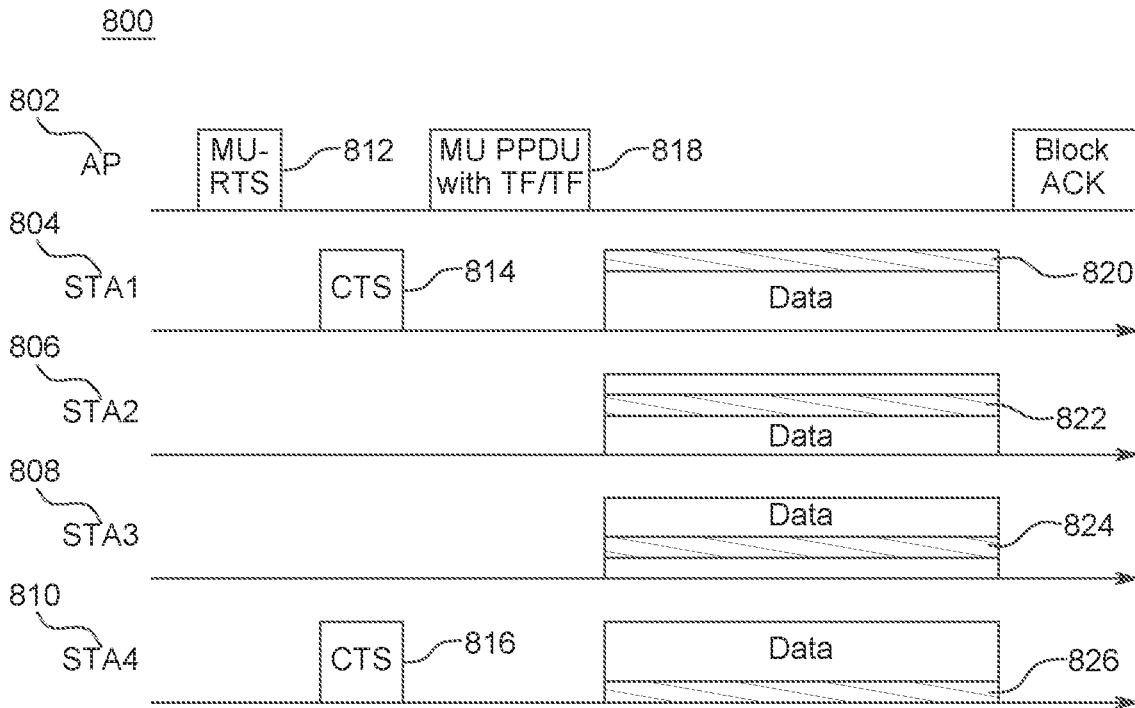 800
802
AP
MU-
RTS
812
MU PPDU
with TF/TF
818
Block
ACK
804
STA1
CTS
814
Data
820
806
STA2
Data
822
808
STA3
Data
824
810
STA4
CTS
816
Data
826